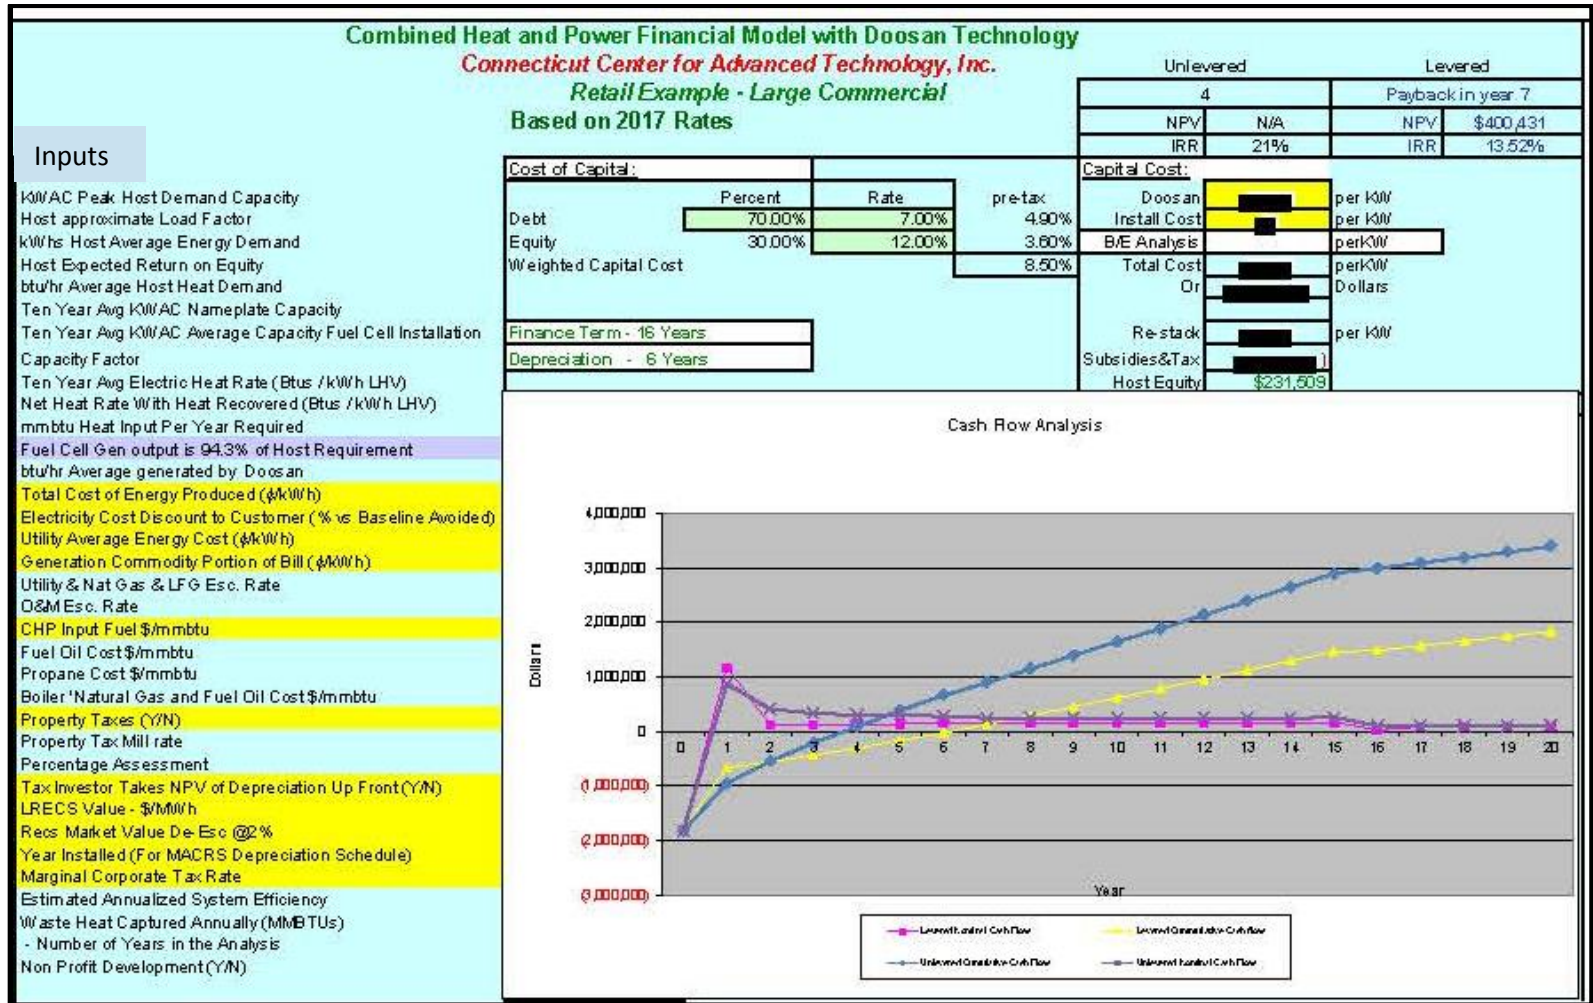 Combined Heat and Power Financial Model with Doosan Technology
Connecticut Center for Advanced Technology, Inc.
Retail Example - Large Commercial
Based on 2017 Rates
Unlevered Levered
4 Payback in year 7
NPV N/A NPV $400,431
IRR 21% IRR 13.52%
Inputs
KWAC Peak Host Demand Capacity
Host approximate Load Factor
kWhs Host Average Energy Demand
Host Expected Return on Equity
btu/hr Average Host Heat Demand
Ten Year Avg KWAC Nameplate Capacity
Ten Year Avg KWAC Average Capacity Fuel Cell Installation
Capacity Factor
Ten Year Avg Electric Heat Rate (Btus /kWh LHV)
Net Heat Rate With Heat Recovered (Btus /kWh LHV)
mmbtu Heat Input Per Year Required
Fuel Cell Gen output is 94.3% of Host Requirement
btu/hr Average generated by Doosan
Total Cost of Energy Produced (¢/kWh)
Electricity Cost Discount to Customer (% vs Baseline Avoided)
Utility Average Energy Cost (¢/kWh)
Generation Commodity Portion of Bill (¢/kWh)
Utility & Nat Gas & LFG Esc. Rate
O&M Esc. Rate
CHP Input Fuel $/mmbtu
Fuel Oil Cost $/mmbtu
Propane Cost $/mmbtu
Boiler 'Natural Gas and Fuel Oil Cost $/mmbtu
Property Taxes (Y/N)
Property Tax Mill rate
Percentage Assessment
Tax Investor Takes NPV of Depreciation Up Front (Y/N)
LRECS Value - $/MWh
Recs Market Value De-Esc @2%
Year Installed (For MACRS Depreciation Schedule)
Marginal Corporate Tax Rate
Estimated Annualized System Efficiency
Waste Heat Captured Annually (MMBTUs)
- Number of Years in the Analysis
Non Profit Development (Y/N)
Cost of Capital:
Percent Rate pre-tax
Debt 70.00% 7.00% 4.90%
Equity 30.00% 12.00% 3.60%
Weighted Capital Cost 8.50%
Finance Term - 16 Years
Depreciation - 6 Years
Capital Cost:
Doosan per KW
Install Cost per KW
B/E Analysis perKW
Total Cost perKW
Or Dollars
Re-stack per KW
Subsidies&Tax )
Host Equity $231,509
Cash Flow Analysis
4,000,000
3,000,000
2,000,000
1,000,000
0
(1,000,000)
(2,000,000)
(3,000,000)
Dollars
0 1 2 3 4 5 6 7 8 9 10 11 12 13 14 15 16 17 18 19 20
Year
Levered Nominal Cash Flow Levered Cummulative Cash flow
Unlevered Cumulative Cash Flow Unlevered Nominal Cash Flow